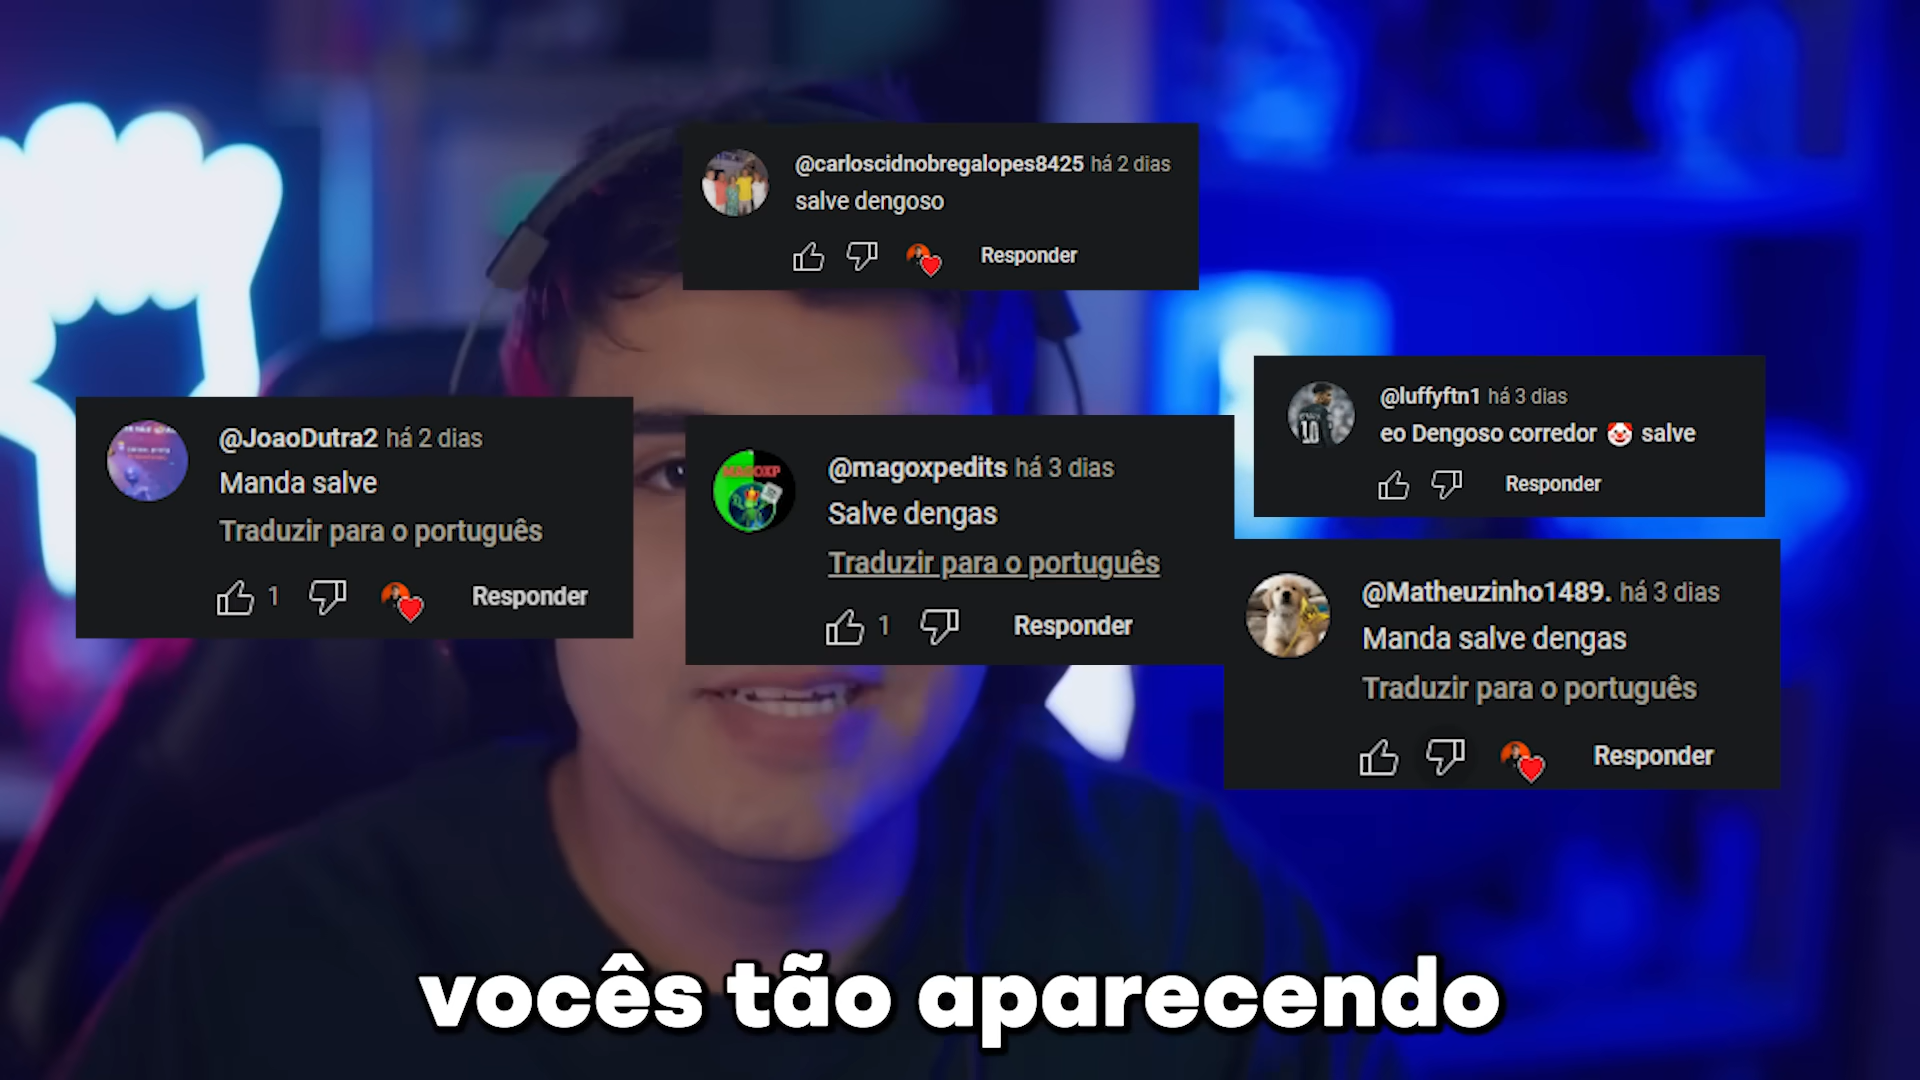 @carloscidnobregalopes8425 há 2 dias
salve dengoso
Responder
@JoaoDutra2 há 2 dias
Manda salve
Traduzir para o português
1
Responder
MAGOXP
@magoxpedits há 3 dias
Salve dengas
Traduzir para o português
1
Responder
10
@luffyftn1 há 3 dias
eo Dengoso corredor 🤡 salve
Responder
@Matheuzinho1489. há 3 dias
Manda salve dengas
Traduzir para o português
Responder
vocês tão aparecendo